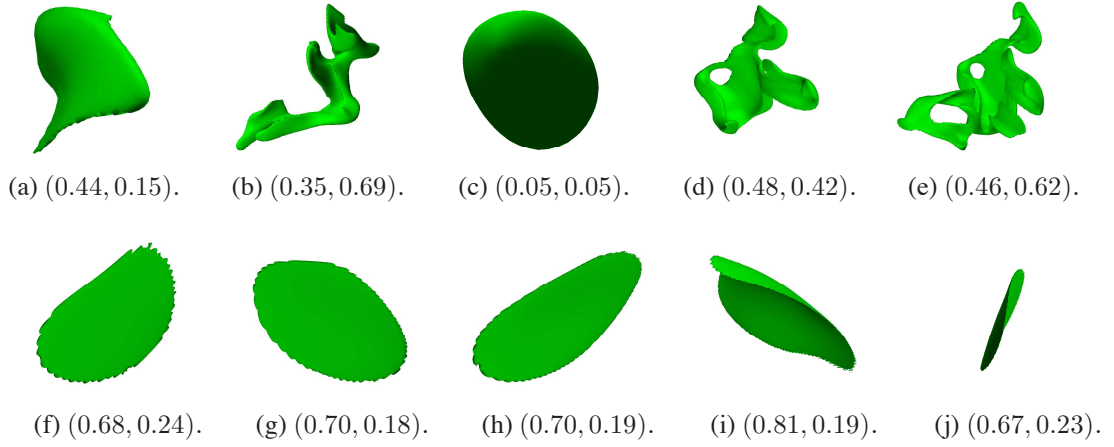 (a) (0.44, 0.15). (b) (0.35, 0.69). (c) (0.05, 0.05). (d) (0.48, 0.42). (e) (0.46, 0.62).
(f) (0.68, 0.24). (g) (0.70, 0.18). (h) (0.70, 0.19). (i) (0.81, 0.19). (j) (0.67, 0.23).